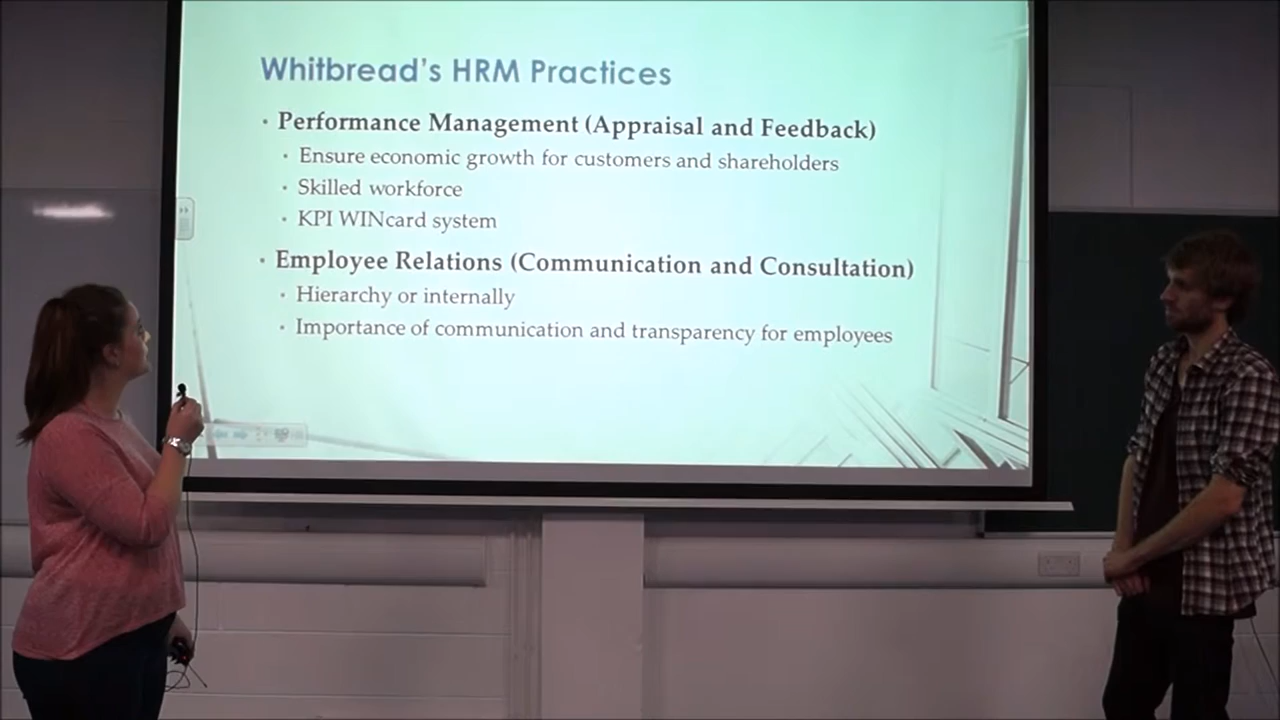 Whitbread's HRM Practices
• Performance Management (Appraisal and Feedback)
• Ensure economic growth for customers and shareholders
• Skilled workforce
• KPI WINcard system
• Employee Relations (Communication and Consultation)
• Hierarchy or internally
• Importance of communication and transparency for employees